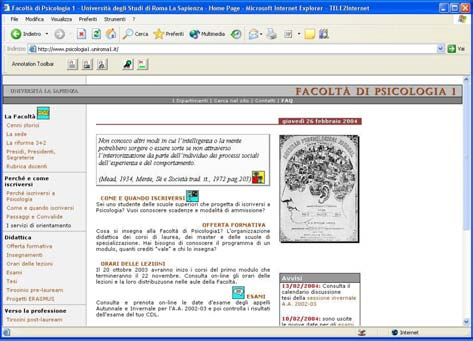 Facoltà di Psicologia 1 - Università degli Studi di Roma La Sapienza - Home Page - Microsoft Internet Explorer - TELE2Internet
File Modifica Visualizza Preferiti Strumenti ?
Indietro Cerca Preferiti Multimedia
Indirizzo http://www.psicologia1.uniroma1.it/ Vai
Annotation Toolbar
UNIVERSITÀ LA SAPIENZA
FACOLTÀ DI PSICOLOGIA 1
| Dipartimenti | Cerca nel sito | Contatti | FAQ
La Facoltà
Cenni storici
La sede
La riforma 3+2
Presidi, Presidenti,
Segreterie
Rubrica docenti
Perché e come
iscriversi
Perché iscriversi a
Psicologia
Come e quando iscriversi
Passaggi e Convalide
I servizi di orientamento
Didattica
Offerta formativa
Insegnamenti
Orari delle lezioni
Esami
Tesi
Tirocinio pre-lauream
Progetto ERASMUS
Verso la professione
Tirocini post-lauream
giovedì 26 febbraio 2004
Non conosco altri modi in cui l'intelligenza o la mente
potrebbero sorgere o essere sorta se non attraverso
l'interiorizzazione da parte dell'individuo dei processi sociali
dell'esperienza e del comportamento.
(Mead, 1934, Mente, Sè e Società trad. it., 1972 pag.203)
COME E QUANDO ISCRIVERSI
Sei uno studente delle scuole superiori che progetta di iscriversi a
Psicologia? Vuoi conoscere scadenze e modalità di ammissione?
OFFERTA FORMATIVA
Cosa si insegna alla Facoltà di Psicologia1? L'organizzazione
didattica dei corsi di laurea, dei master e delle scuole di
specializzazione. Hai bisogno di conoscere il programma di un
modulo, quanti crediti "vale" e chi lo insegna?
ORARI DELLE LEZIONI
Il 20 ottobre 2003 avranno inizio i corsi del primo modulo che
termineranno il 22 novembre. Consulta on-line gli orari delle
lezioni e la loro distribuzione nelle aule della Facoltà.
ESAMI
Consulta e prenota on-line le date d'esame degli appelli
Autunnale e Invernale per l'A.A. 2002-03 e poi controlla i risultati
dell'esame del tuo CDL.
Avvisi
13/02/2004: Consulta il
calendario discussione
tesi della sessione invernale
A.A. 2002-03
10/02/2004: sono uscite
le nuove date per gli esami
Internet